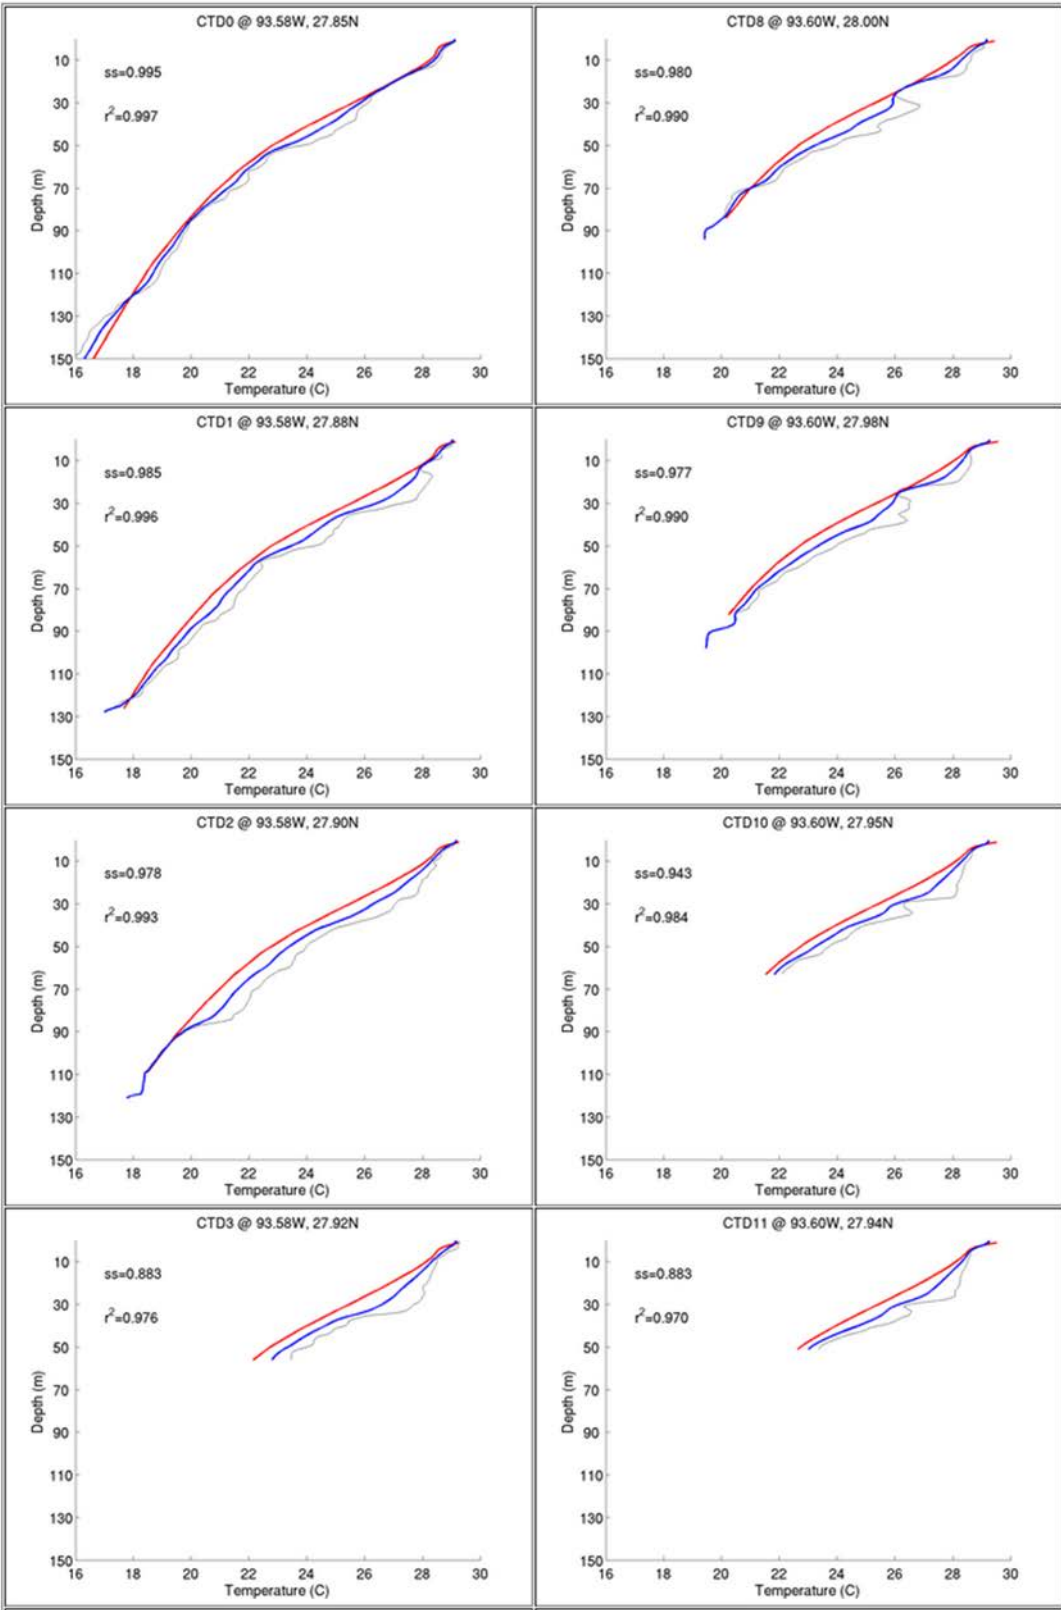 CTD0 @ 93.58W, 27.85N
ss=0.995
r²=0.997
10
30
50
70
90
110
130
150
Depth (m)
16 18 20 22 24 26 28 30
Temperature (C)
CTD8 @ 93.60W, 28.00N
ss=0.980
r²=0.990
10
30
50
70
90
110
130
150
Depth (m)
16 18 20 22 24 26 28 30
Temperature (C)
CTD1 @ 93.58W, 27.88N
ss=0.985
r²=0.996
10
30
50
70
90
110
130
150
Depth (m)
16 18 20 22 24 26 28 30
Temperature (C)
CTD9 @ 93.60W, 27.98N
ss=0.977
r²=0.990
10
30
50
70
90
110
130
150
Depth (m)
16 18 20 22 24 26 28 30
Temperature (C)
CTD2 @ 93.58W, 27.90N
ss=0.978
r²=0.993
10
30
50
70
90
110
130
150
Depth (m)
16 18 20 22 24 26 28 30
Temperature (C)
CTD10 @ 93.60W, 27.95N
ss=0.943
r²=0.984
10
30
50
70
90
110
130
150
Depth (m)
16 18 20 22 24 26 28 30
Temperature (C)
CTD3 @ 93.58W, 27.92N
ss=0.883
r²=0.976
10
30
50
70
90
110
130
150
Depth (m)
16 18 20 22 24 26 28 30
Temperature (C)
CTD11 @ 93.60W, 27.94N
ss=0.883
r²=0.970
10
30
50
70
90
110
130
150
Depth (m)
16 18 20 22 24 26 28 30
Temperature (C)